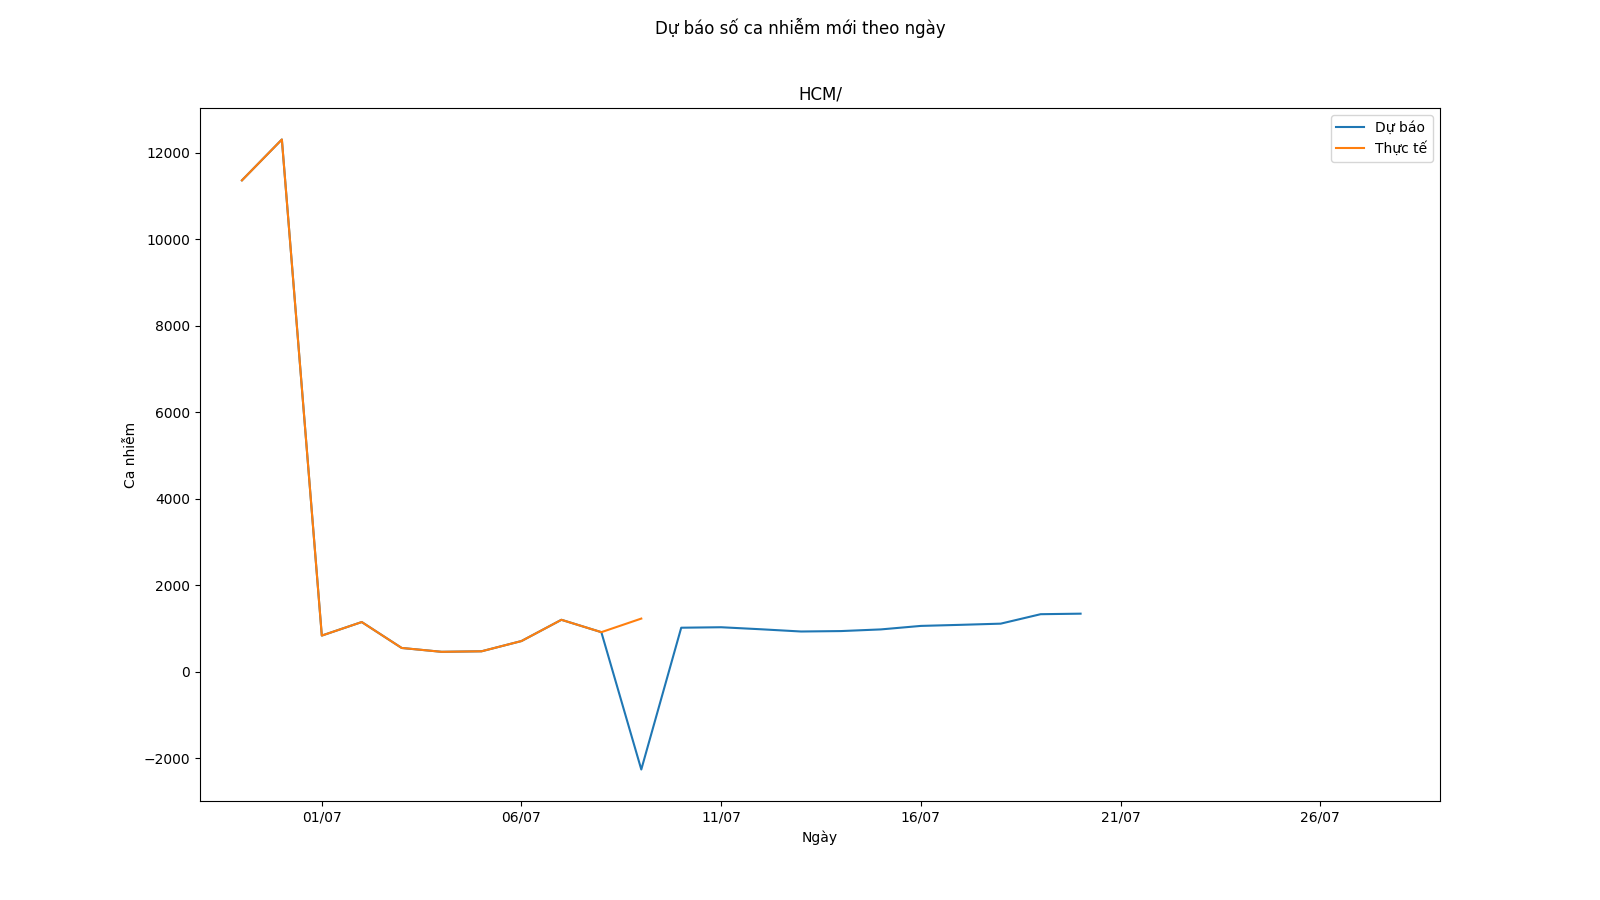 Dự báo số ca nhiễm mới theo ngày
HCM/
Dự báo
Thực tế
12000
10000
8000
6000
4000
2000
0
−2000
Ca nhiễm
01/07 06/07 11/07 16/07 21/07 26/07
Ngày